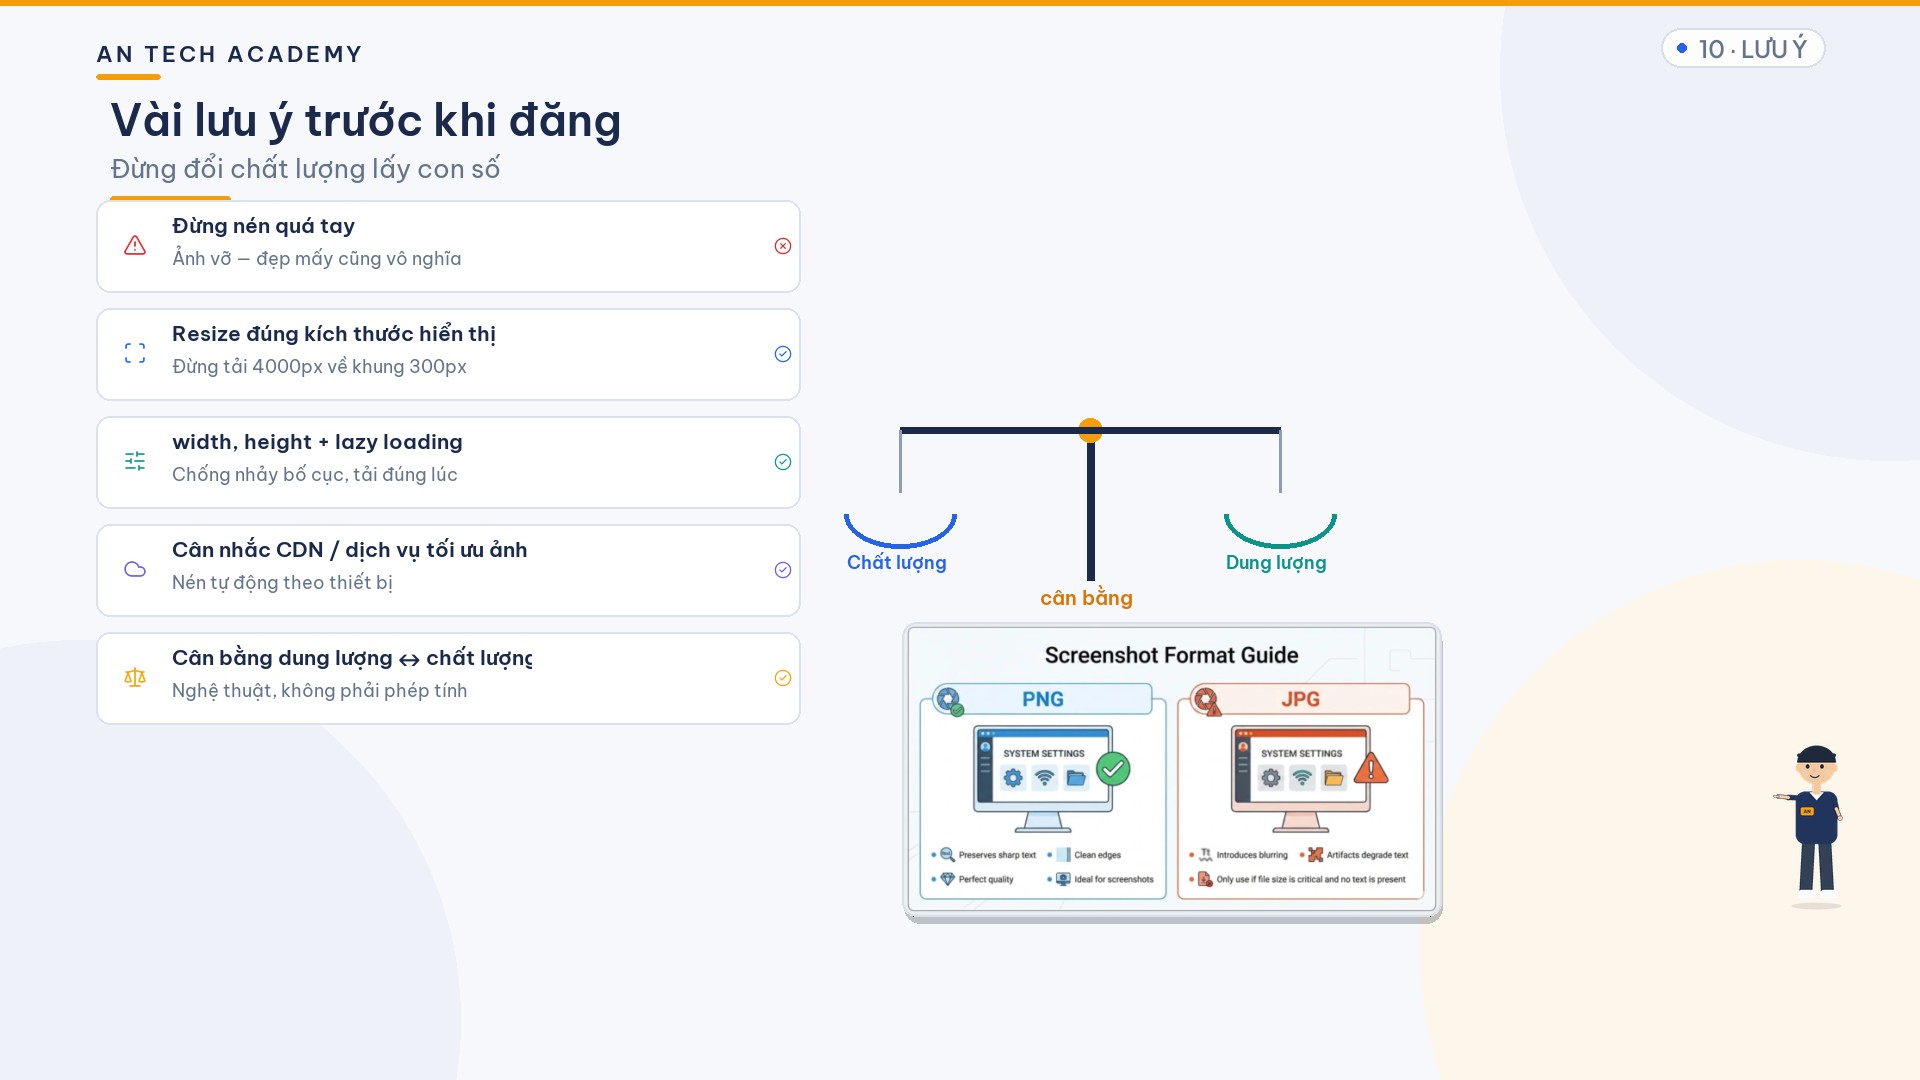 AN TECH ACADEMY
10 · LƯU Ý
Vài lưu ý trước khi đăng
Đừng đổi chất lượng lấy con số
Đừng nén quá tay
Ảnh vỡ — đẹp mấy cũng vô nghĩa
Resize đúng kích thước hiển thị
Đừng tải 4000px về khung 300px
width, height + lazy loading
Chống nhảy bố cục, tải đúng lúc
Cân nhắc CDN / dịch vụ tối ưu ảnh
Nén tự động theo thiết bị
Cân bằng dung lượng ↔ chất lượng
Nghệ thuật, không phải phép tính
Chất lượng
Dung lượng
cân bằng
Screenshot Format Guide
PNG
SYSTEM SETTINGS
Preserves sharp text
Clean edges
Perfect quality
Ideal for screenshots
JPG
SYSTEM SETTINGS
Introduces blurring
Artifacts degrade text
Only use if file size is critical and no text is present
AN